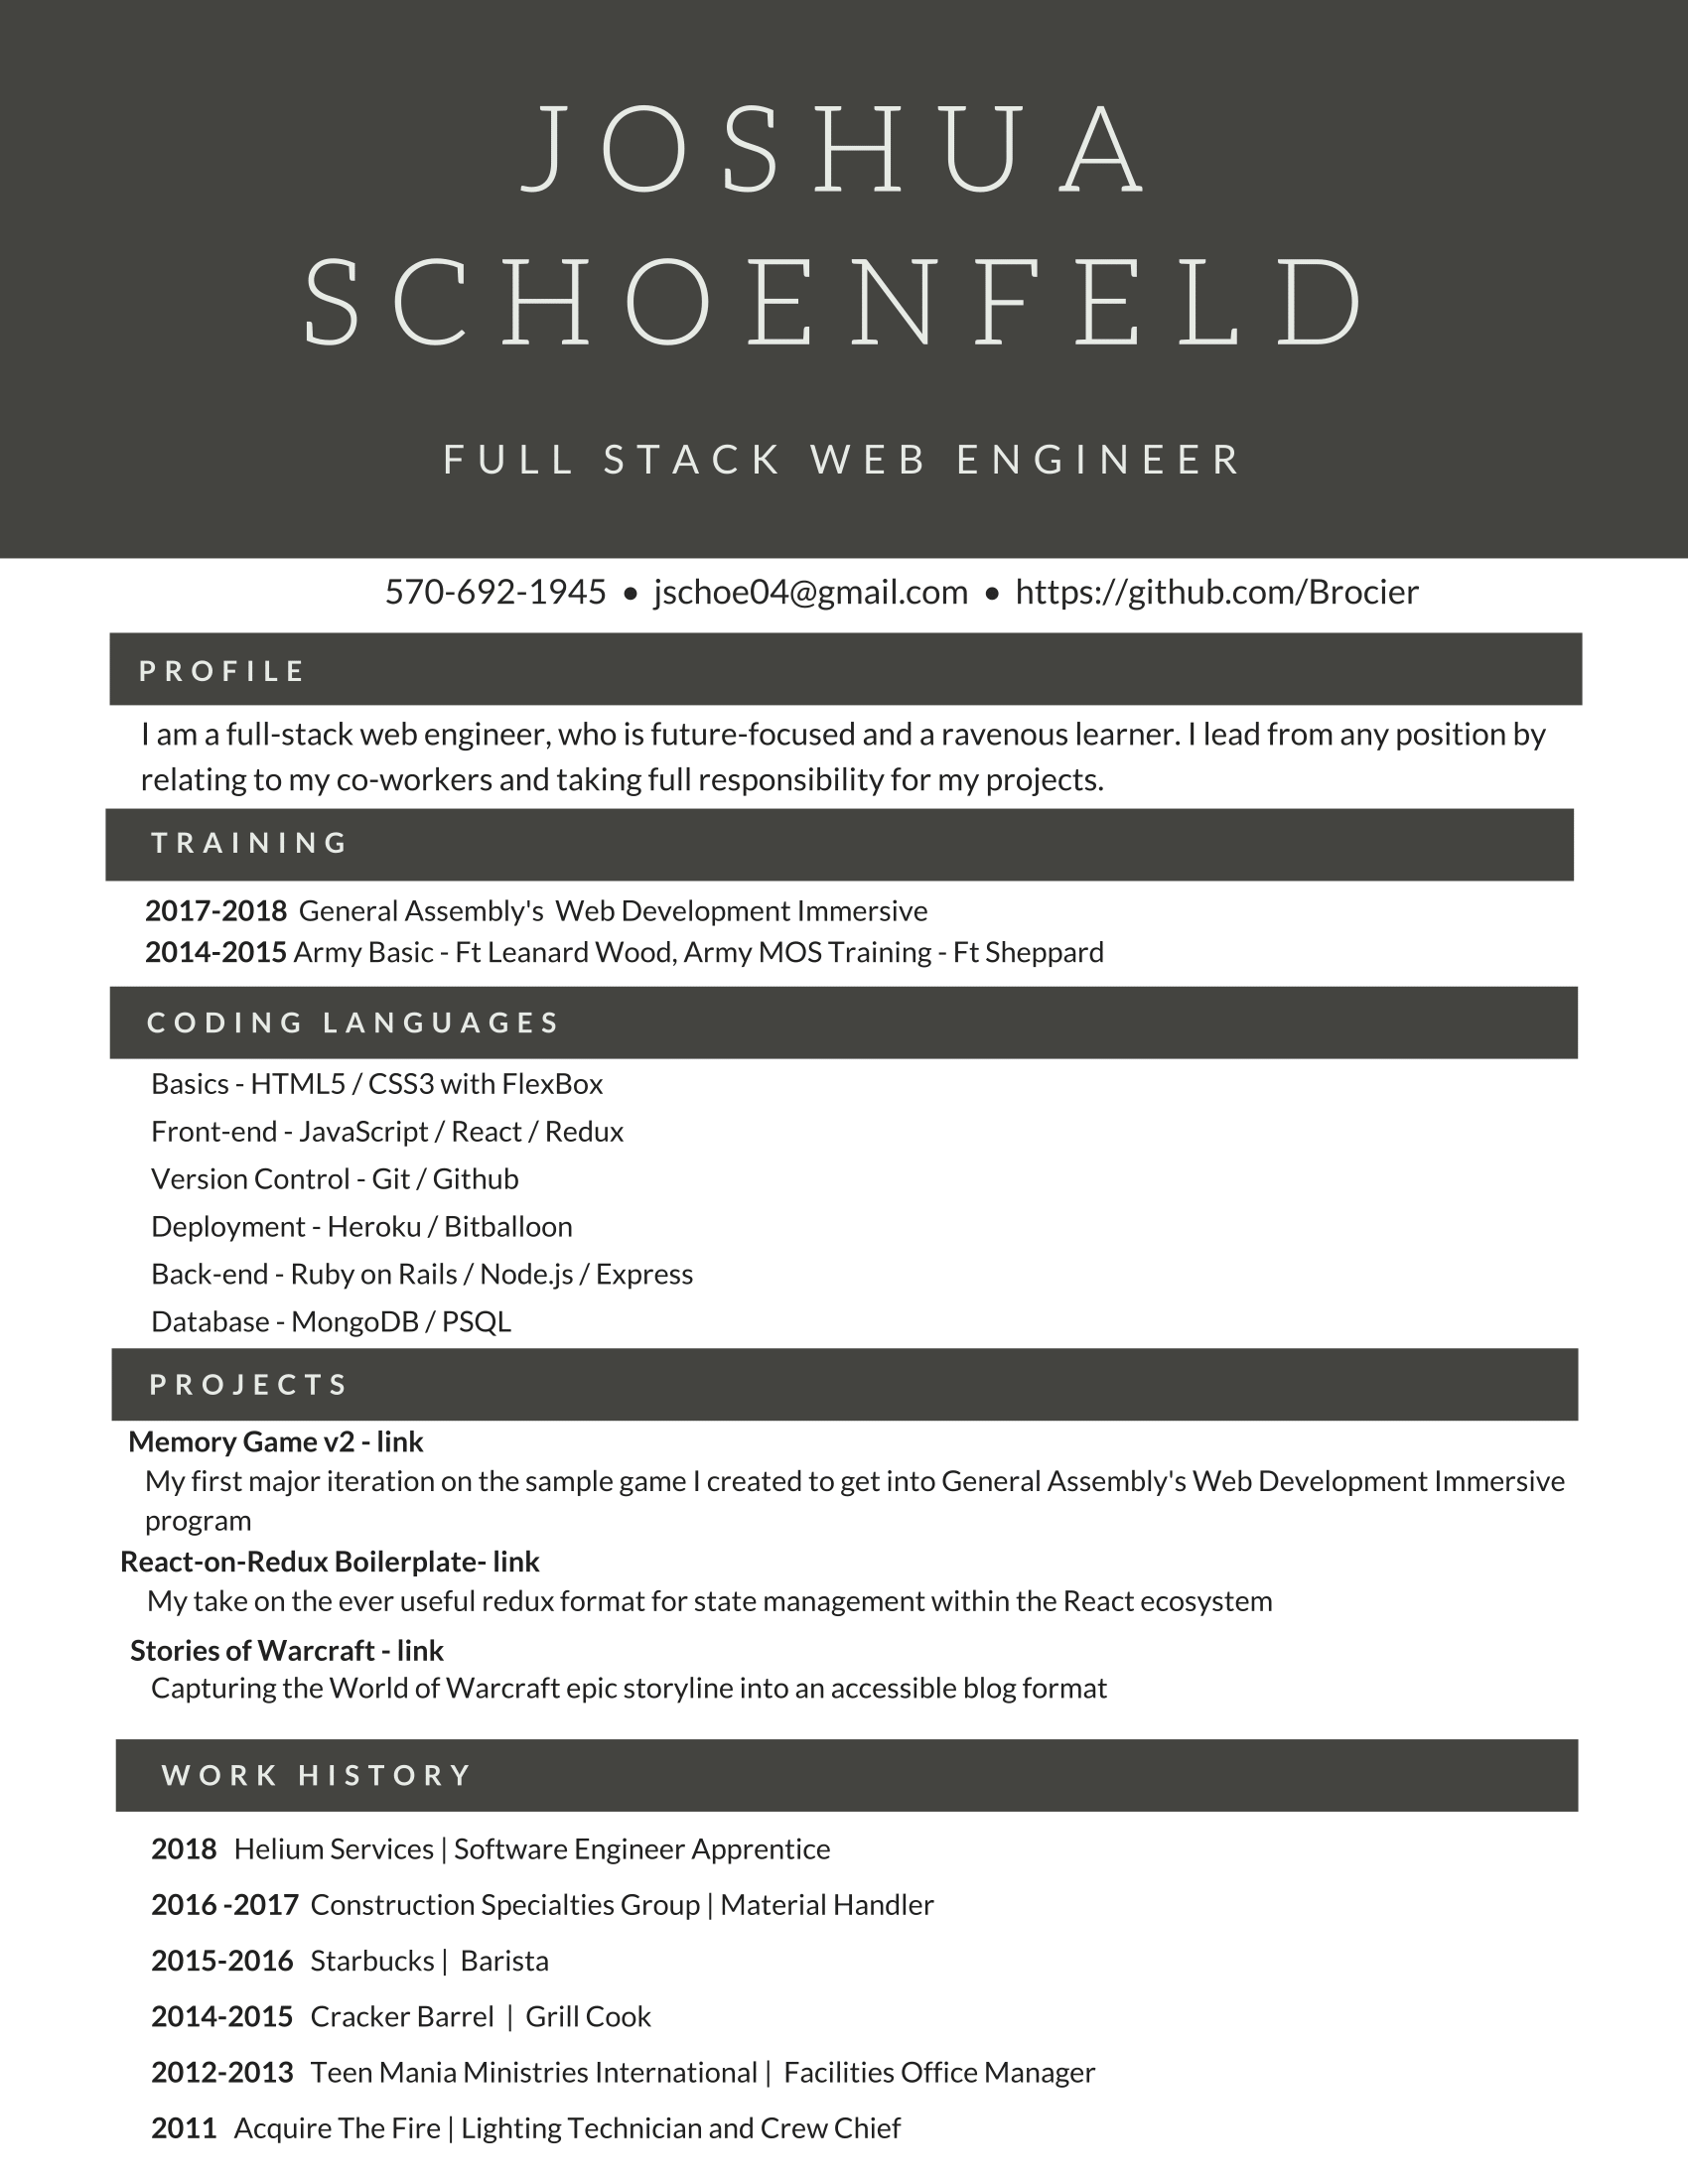 JOSHUA
SCHOENFELD
FULL STACK WEB ENGINEER
570-692-1945 • jschoe04@gmail.com • https://github.com/Brocier
PROFILE
I am a full-stack web engineer, who is future-focused and a ravenous learner. I lead from any position by
relating to my co-workers and taking full responsibility for my projects.
TRAINING
2017-2018 General Assembly's Web Development Immersive
2014-2015 Army Basic - Ft Leanard Wood, Army MOS Training - Ft Sheppard
CODING LANGUAGES
Basics - HTML5 / CSS3 with FlexBox
Front-end - JavaScript / React / Redux
Version Control - Git / Github
Deployment - Heroku / Bitballoon
Back-end - Ruby on Rails / Node.js / Express
Database - MongoDB / PSQL
PROJECTS
Memory Game v2 - link
My first major iteration on the sample game I created to get into General Assembly's Web Development Immersive
program
React-on-Redux Boilerplate- link
My take on the ever useful redux format for state management within the React ecosystem
Stories of Warcraft - link
Capturing the World of Warcraft epic storyline into an accessible blog format
WORK HISTORY
2018 Helium Services | Software Engineer Apprentice
2016 -2017 Construction Specialties Group | Material Handler
2015-2016 Starbucks | Barista
2014-2015 Cracker Barrel | Grill Cook
2012-2013 Teen Mania Ministries International | Facilities Office Manager
2011 Acquire The Fire | Lighting Technician and Crew Chief